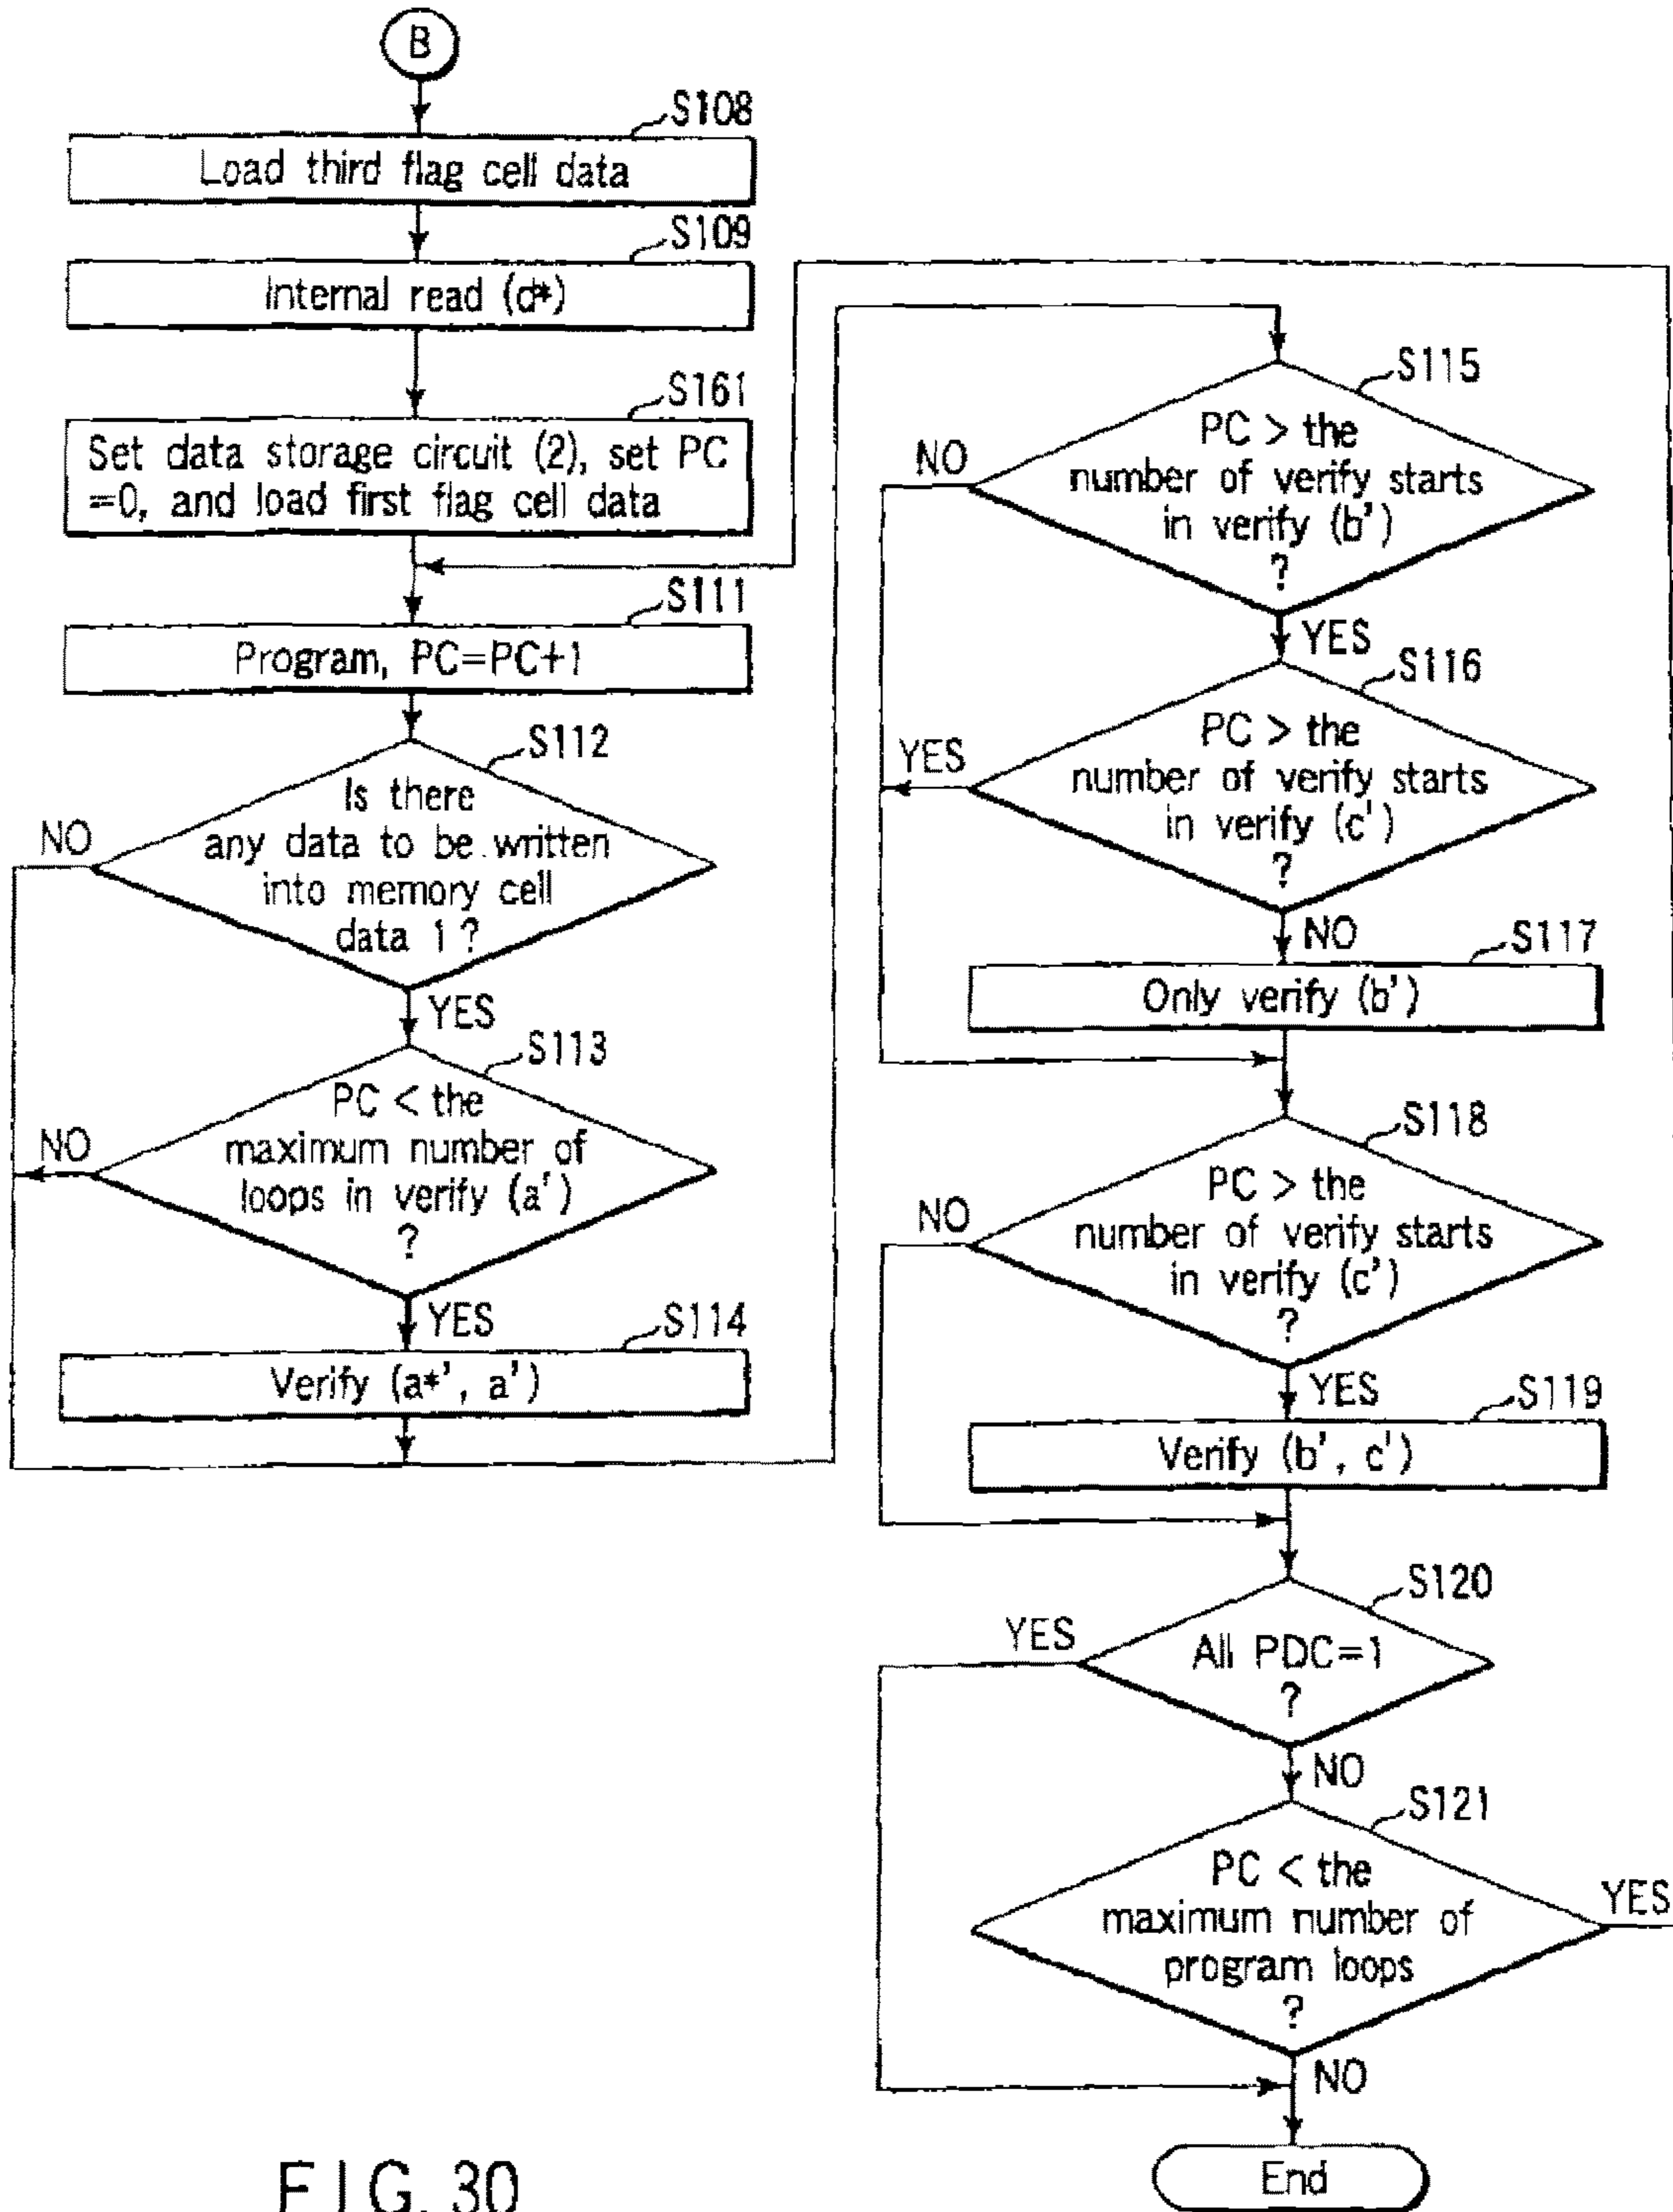 B
S108
Load third flag cell data
S109
Internal read (d*)
S161
Set data storage circuit (2), set PC
=0, and load first flag cell data
S111
Program, PC=PC+1
S112
Is there
any data to be written
into memory cell
data 1 ?
NO
YES
S113
PC < the
maximum number of
loops in verify (a')
?
NO
YES
S114
Verify (a*', a')
S115
PC > the
number of verify starts
in verify (b')
?
NO
YES
S116
PC > the
number of verify starts
in verify (c')
?
YES
NO
S117
Only verify (b')
S118
PC > the
number of verify starts
in verify (c')
?
NO
YES
S119
Verify (b', c')
S120
All PDC=1
?
YES
NO
S121
PC < the
maximum number of
program loops
?
YES
NO
End
FIG. 30